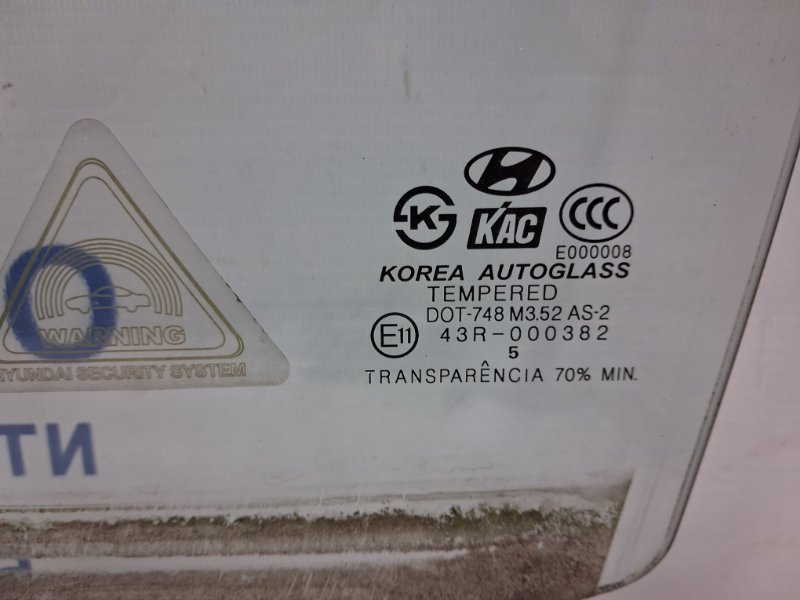 KAC
CCC
E000008
KOREA AUTOGLASS
TEMPERED
DOT-748 M3.52 AS-2
E11 43R-000382
5
TRANSPARÊNCIA 70% MIN.
WARNING
HYUNDAI SECURITY SYSTEM